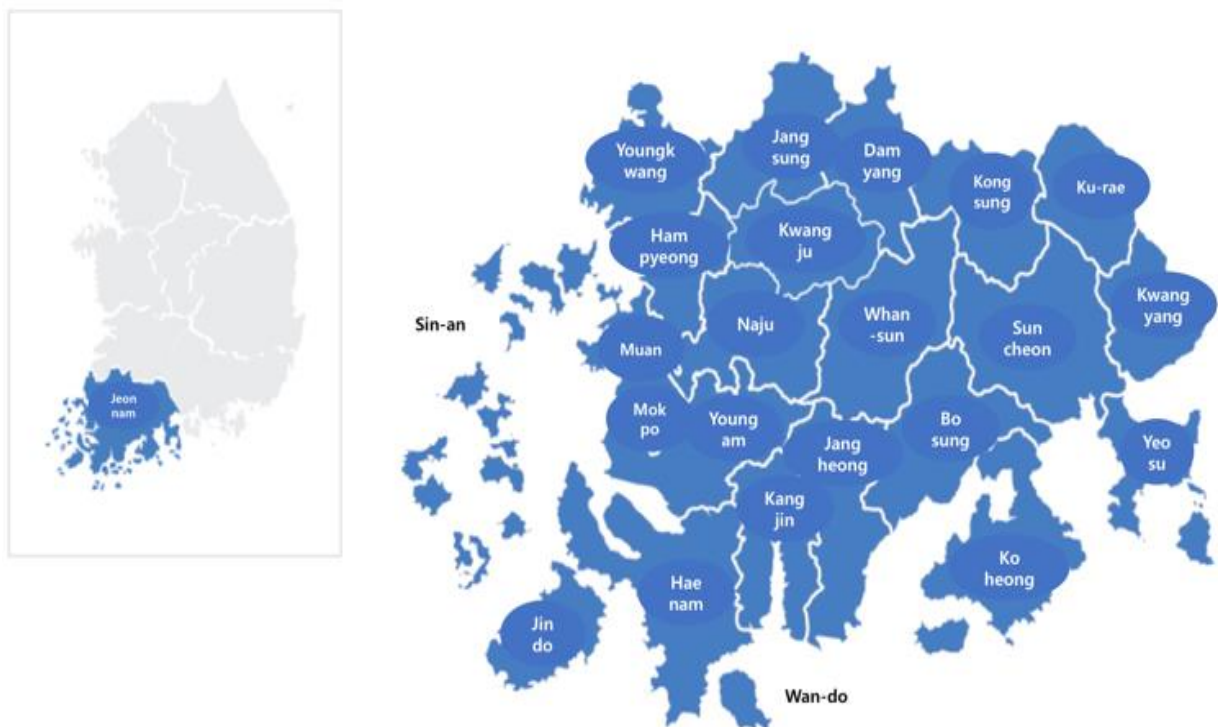 Jeon
nam
Youngk
wang
Jang
sung
Dam
yang
Kong
sung
Ku-rae
Ham
pyeong
Kwang
ju
Kwang
yang
Sin-an
Muan
Naju
Whan
-sun
Sun
cheon
Mok
po
Young
am
Jang
heong
Bo
sung
Yeo
su
Kang
jin
Ko
heong
Hae
nam
Jin
do
Wan-do